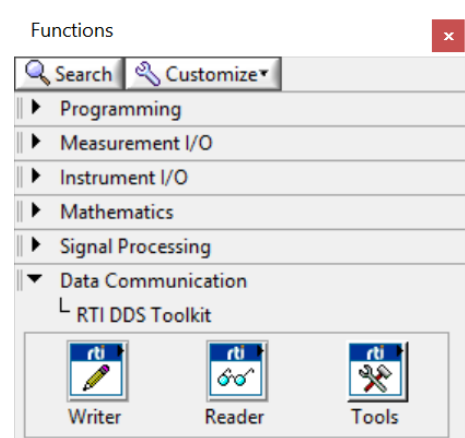 Functions
x
Search Customize
Programming
Measurement I/O
Instrument I/O
Mathematics
Signal Processing
Data Communication
RTI DDS Toolkit
rti rti rti
Writer Reader Tools